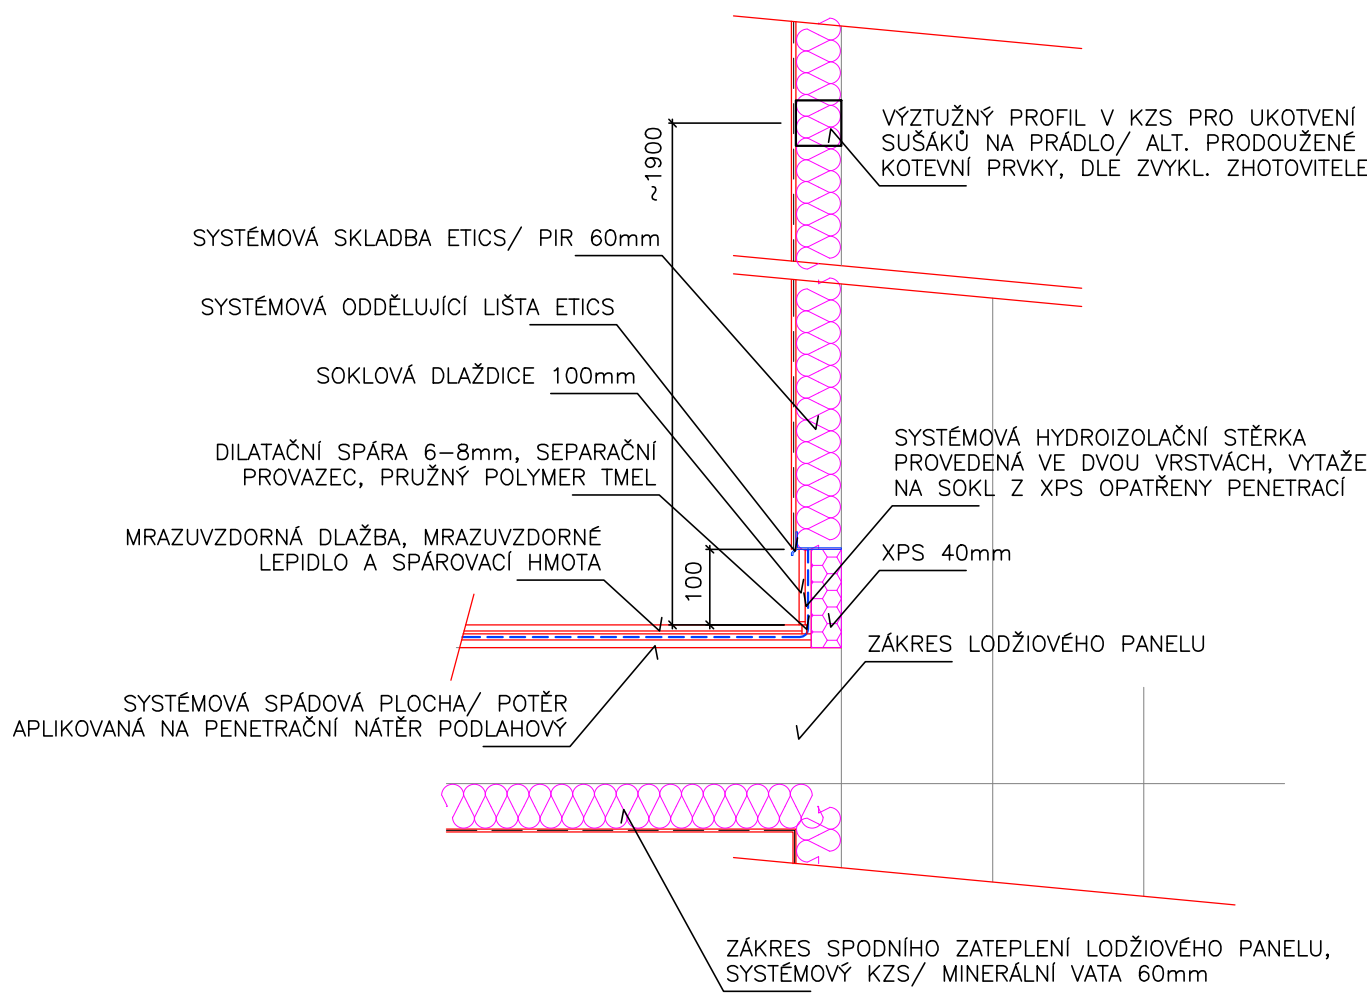 VÝZTUŽNÝ PROFIL V KZS PRO UKOTVENÍ
SUŠÁKŮ NA PRÁDLO/ ALT. PRODOUŽENÉ
KOTEVNÍ PRVKY, DLE ZVYKL. ZHOTOVITELE
~1900
SYSTÉMOVÁ SKLADBA ETICS/ PIR 60mm
SYSTÉMOVÁ ODDĚLUJÍCÍ LIŠTA ETICS
SOKLOVÁ DLAŽDICE 100mm
DILATAČNÍ SPÁRA 6-8mm, SEPARAČNÍ
PROVAZEC, PRUŽNÝ POLYMER TMEL
SYSTÉMOVÁ HYDROIZOLAČNÍ STĚRKA
PROVEDENÁ VE DVOU VRSTVÁCH, VYTAŽE
NA SOKL Z XPS OPATŘENY PENETRACÍ
MRAZUVZDORNÁ DLAŽBA, MRAZUVZDORNÉ
LEPIDLO A SPÁROVACÍ HMOTA
XPS 40mm
100
ZÁKRES LODŽIOVÉHO PANELU
SYSTÉMOVÁ SPÁDOVÁ PLOCHA/ POTĚR
APLIKOVANÁ NA PENETRAČNÍ NÁTĚR PODLAHOVÝ
ZÁKRES SPODNÍHO ZATEPLENÍ LODŽIOVÉHO PANELU,
SYSTÉMOVÝ KZS/ MINERÁLNÍ VATA 60mm